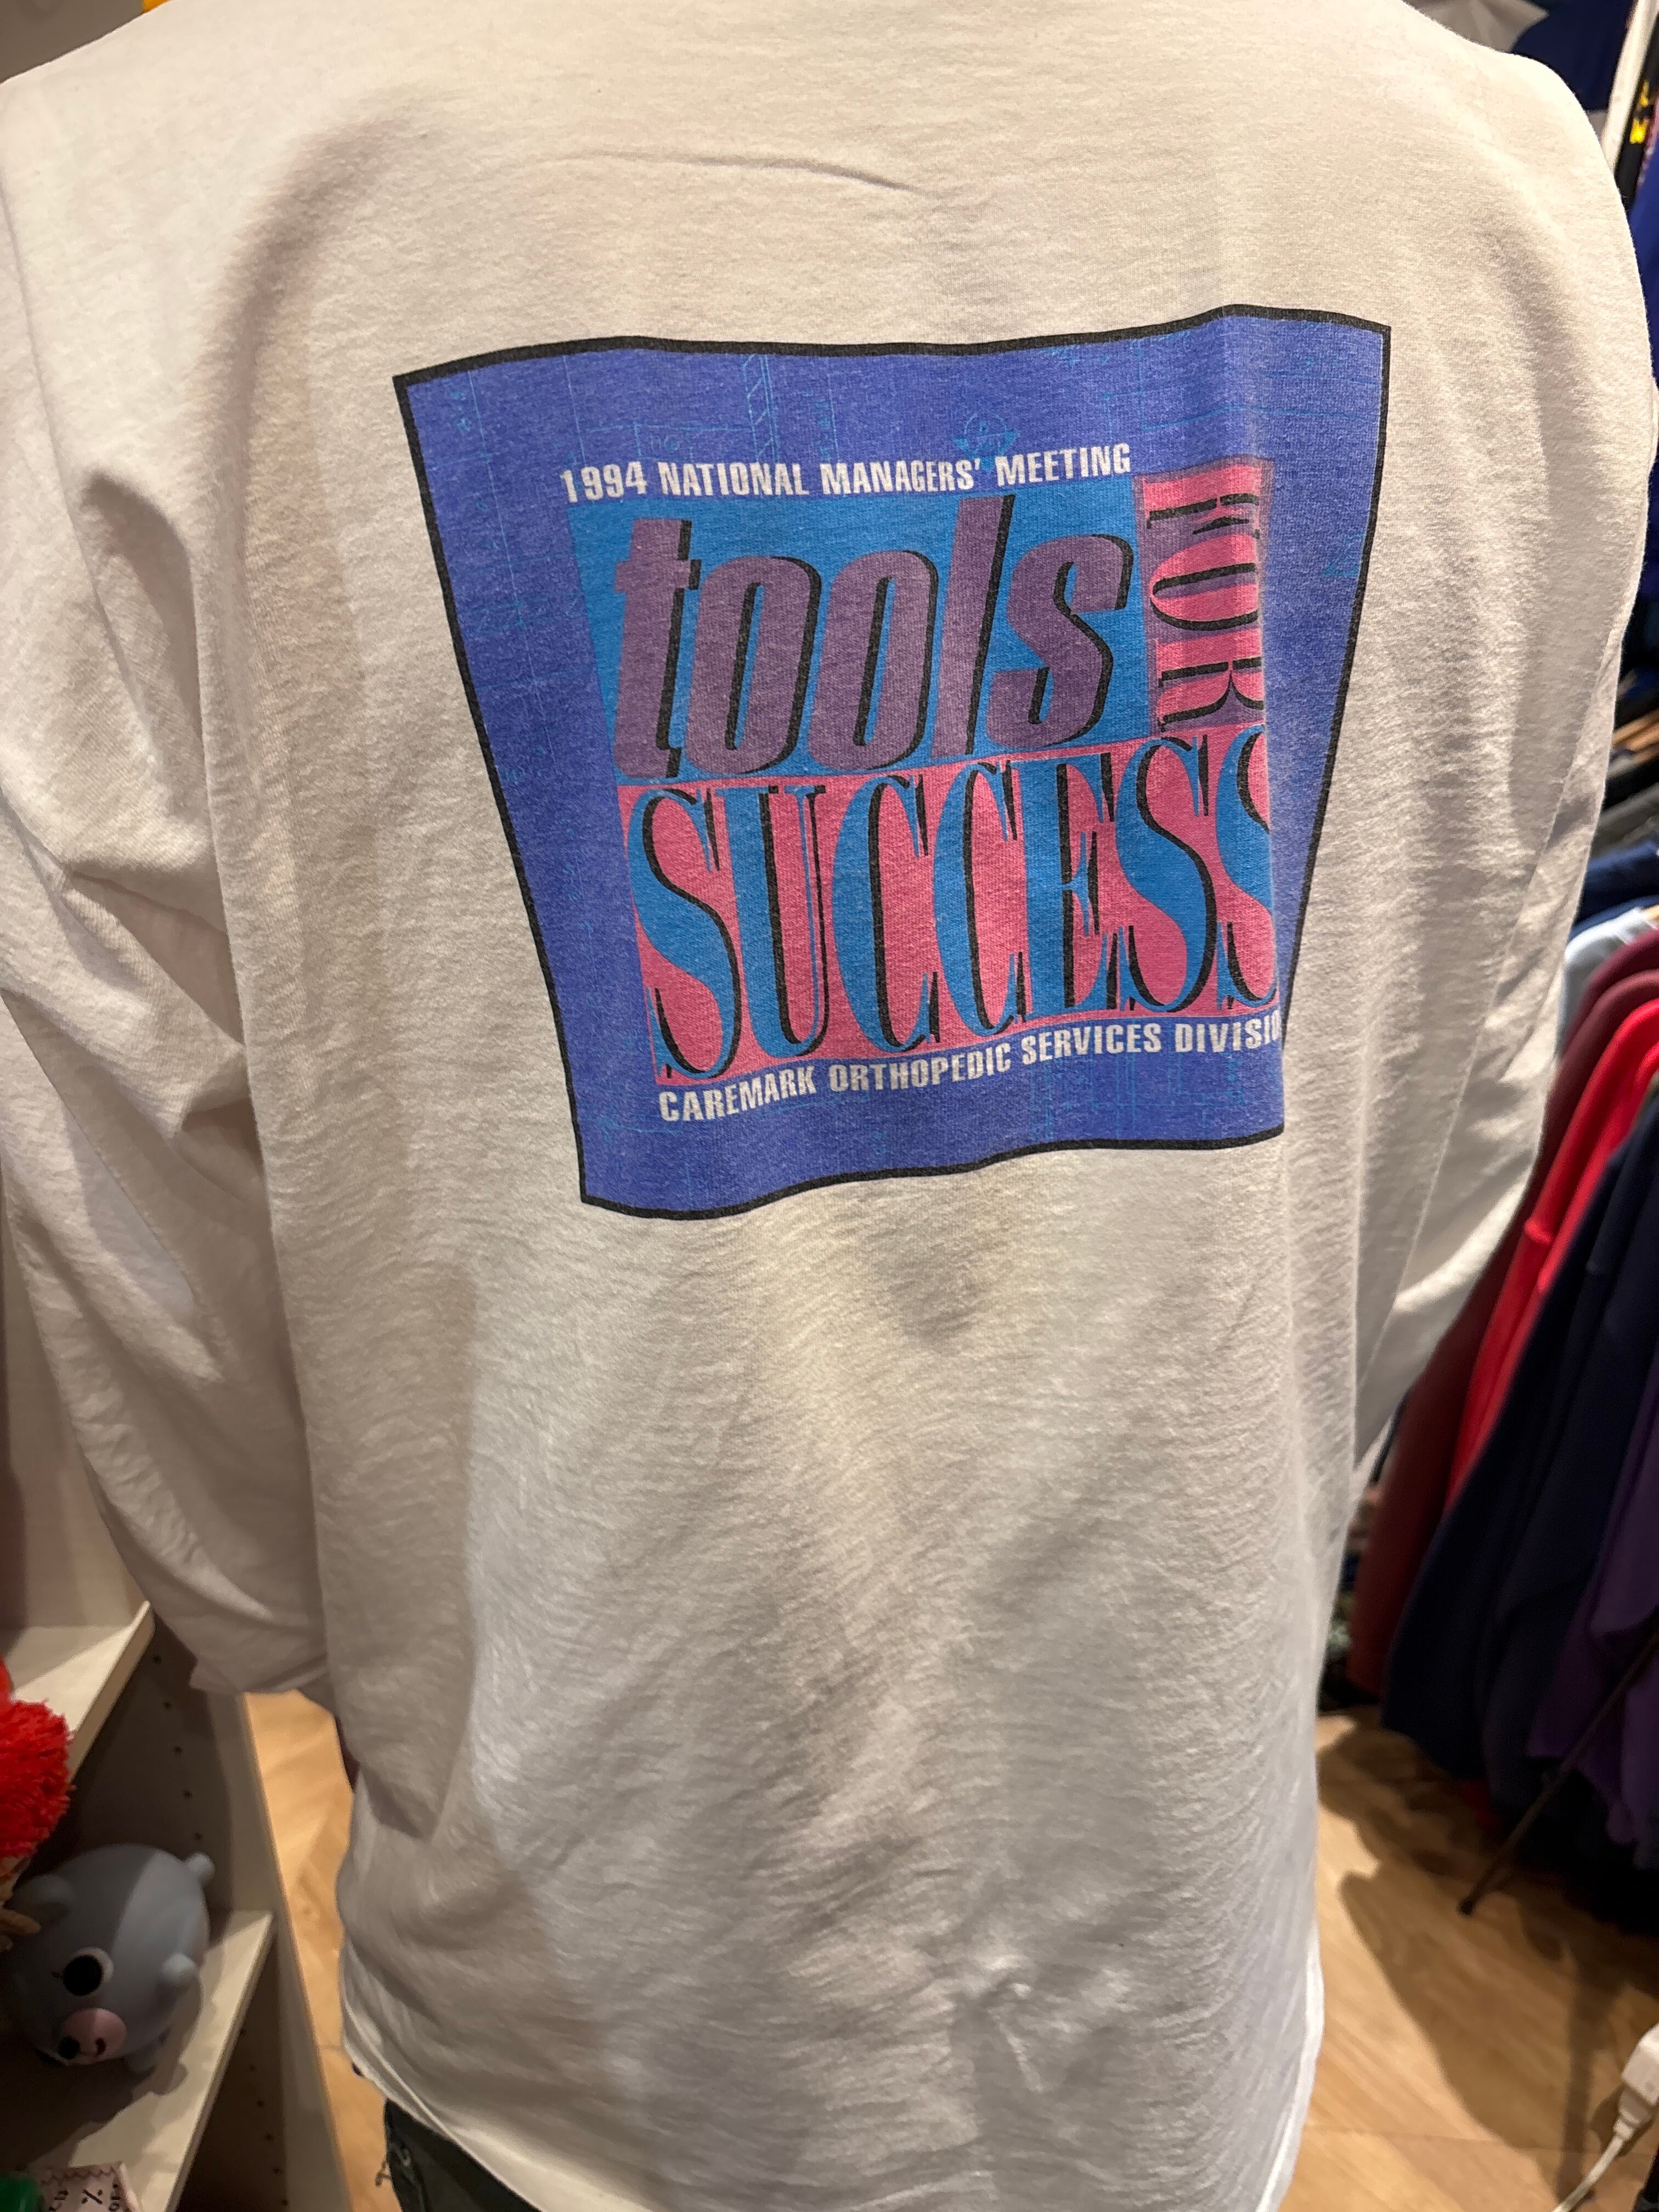 1994 NATIONAL MANAGERS' MEETING
tools
FOR
SUCCESS
CAREMARK ORTHOPEDIC SERVICES DIVISIO